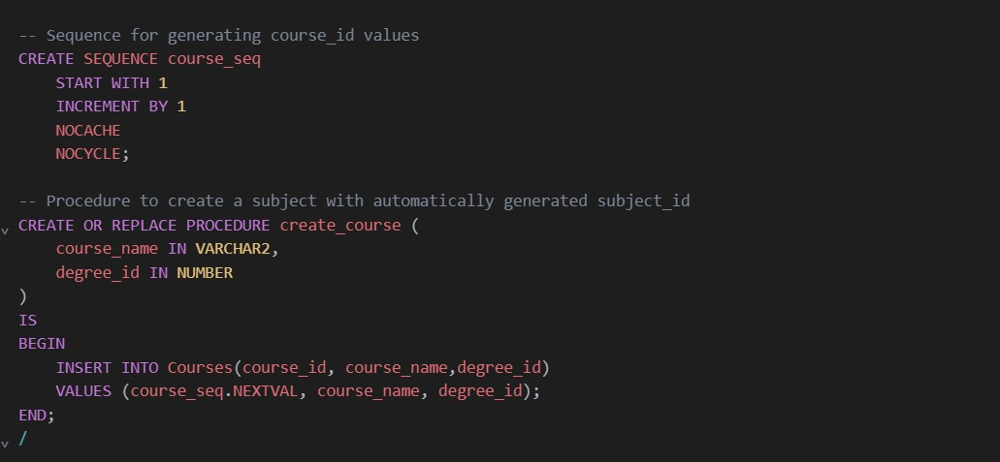 -- Sequence for generating course_id values
CREATE SEQUENCE course_seq
    START WITH 1
    INCREMENT BY 1
    NOCACHE
    NOCYCLE;

-- Procedure to create a subject with automatically generated subject_id
CREATE OR REPLACE PROCEDURE create_course (
    course_name IN VARCHAR2,
    degree_id IN NUMBER
)
IS
BEGIN
    INSERT INTO Courses(course_id, course_name,degree_id)
    VALUES (course_seq.NEXTVAL, course_name, degree_id);
END;
/